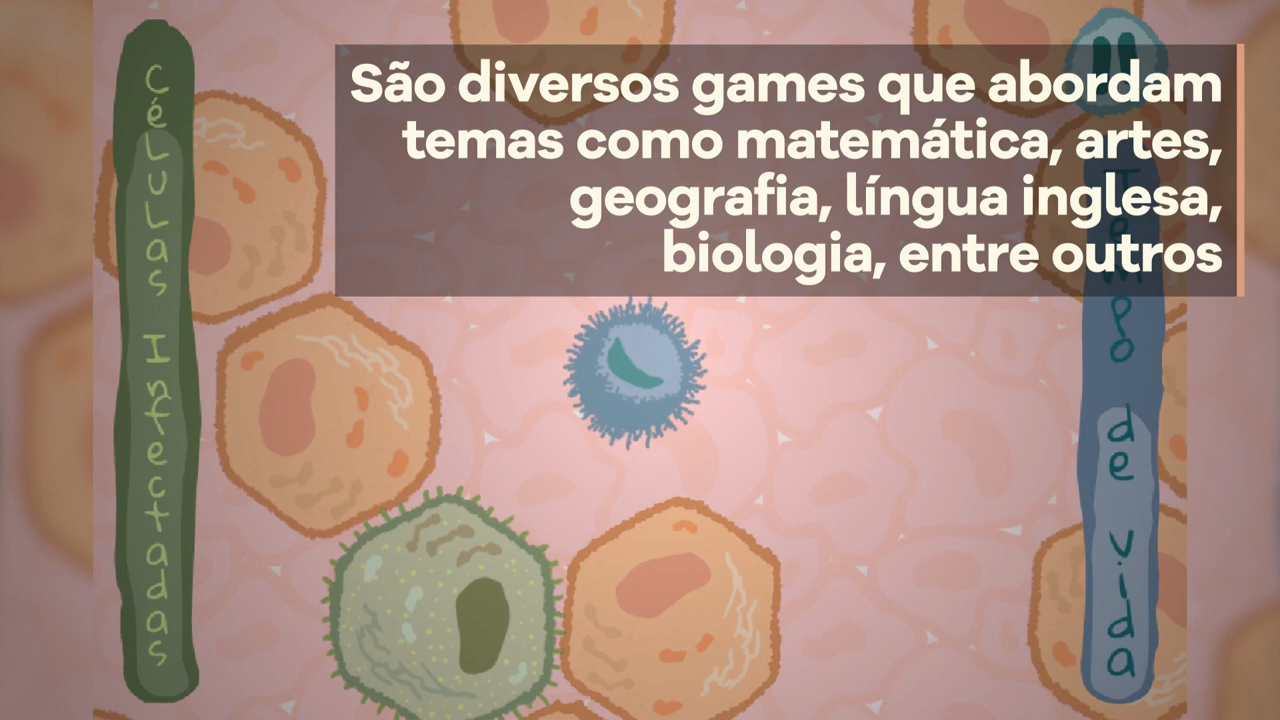 São diversos games que abordam
temas como matemática, artes,
geografia, língua inglesa,
biologia, entre outros
Células Infectadas
Tempo de vida